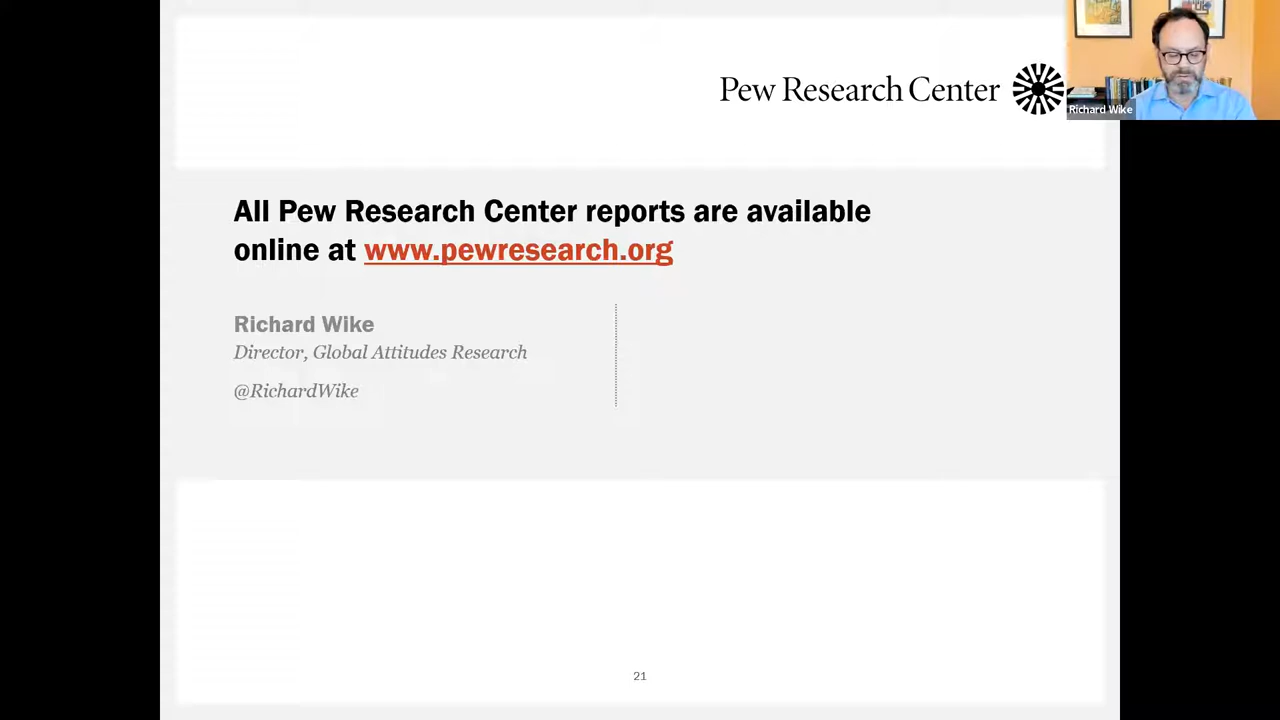 Pew Research Center
Richard Wike
All Pew Research Center reports are available
online at www.pewresearch.org
Richard Wike
Director, Global Attitudes Research
@RichardWike
21